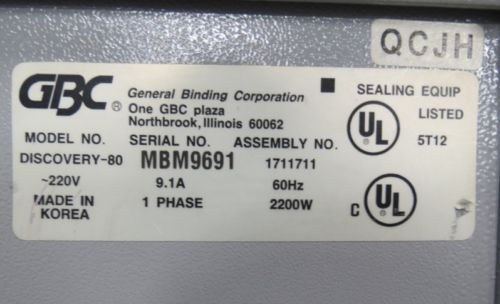 QCJH
GBC® General Binding Corporation
One GBC plaza
Northbrook, Illinois 60062
SEALING EQUIP
UL LISTED
5T12
MODEL NO. SERIAL NO. ASSEMBLY NO.
DISCOVERY-80 MBM9691 1711711
~220V 9.1A 60Hz
MADE IN 1 PHASE 2200W
KOREA
C UL